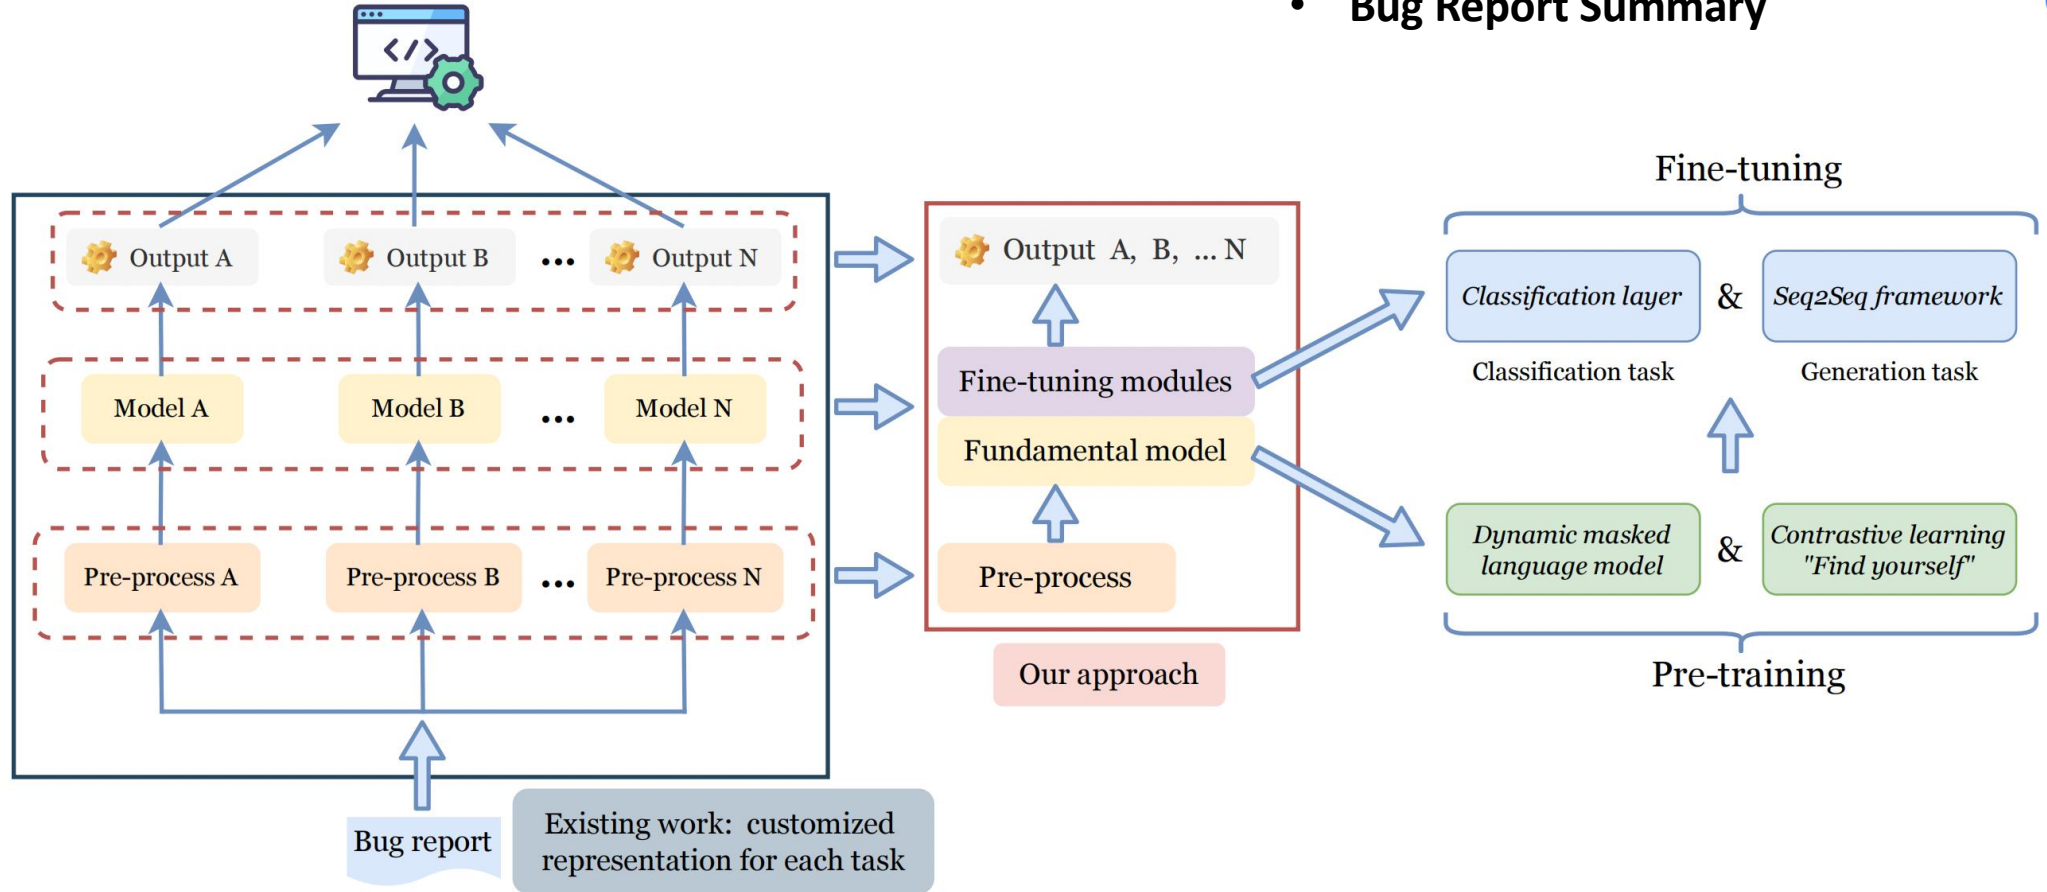 • Bug Report Summary
</>
Output A
Output B
...
Output N
Model A
Model B
...
Model N
Pre-process A
Pre-process B
...
Pre-process N
Bug report
Existing work: customized
representation for each task
Output A, B, ... N
Fine-tuning modules
Fundamental model
Pre-process
Our approach
Fine-tuning
Classification layer
&
Seq2Seq framework
Classification task
Generation task
Dynamic masked
language model
&
Contrastive learning
"Find yourself"
Pre-training